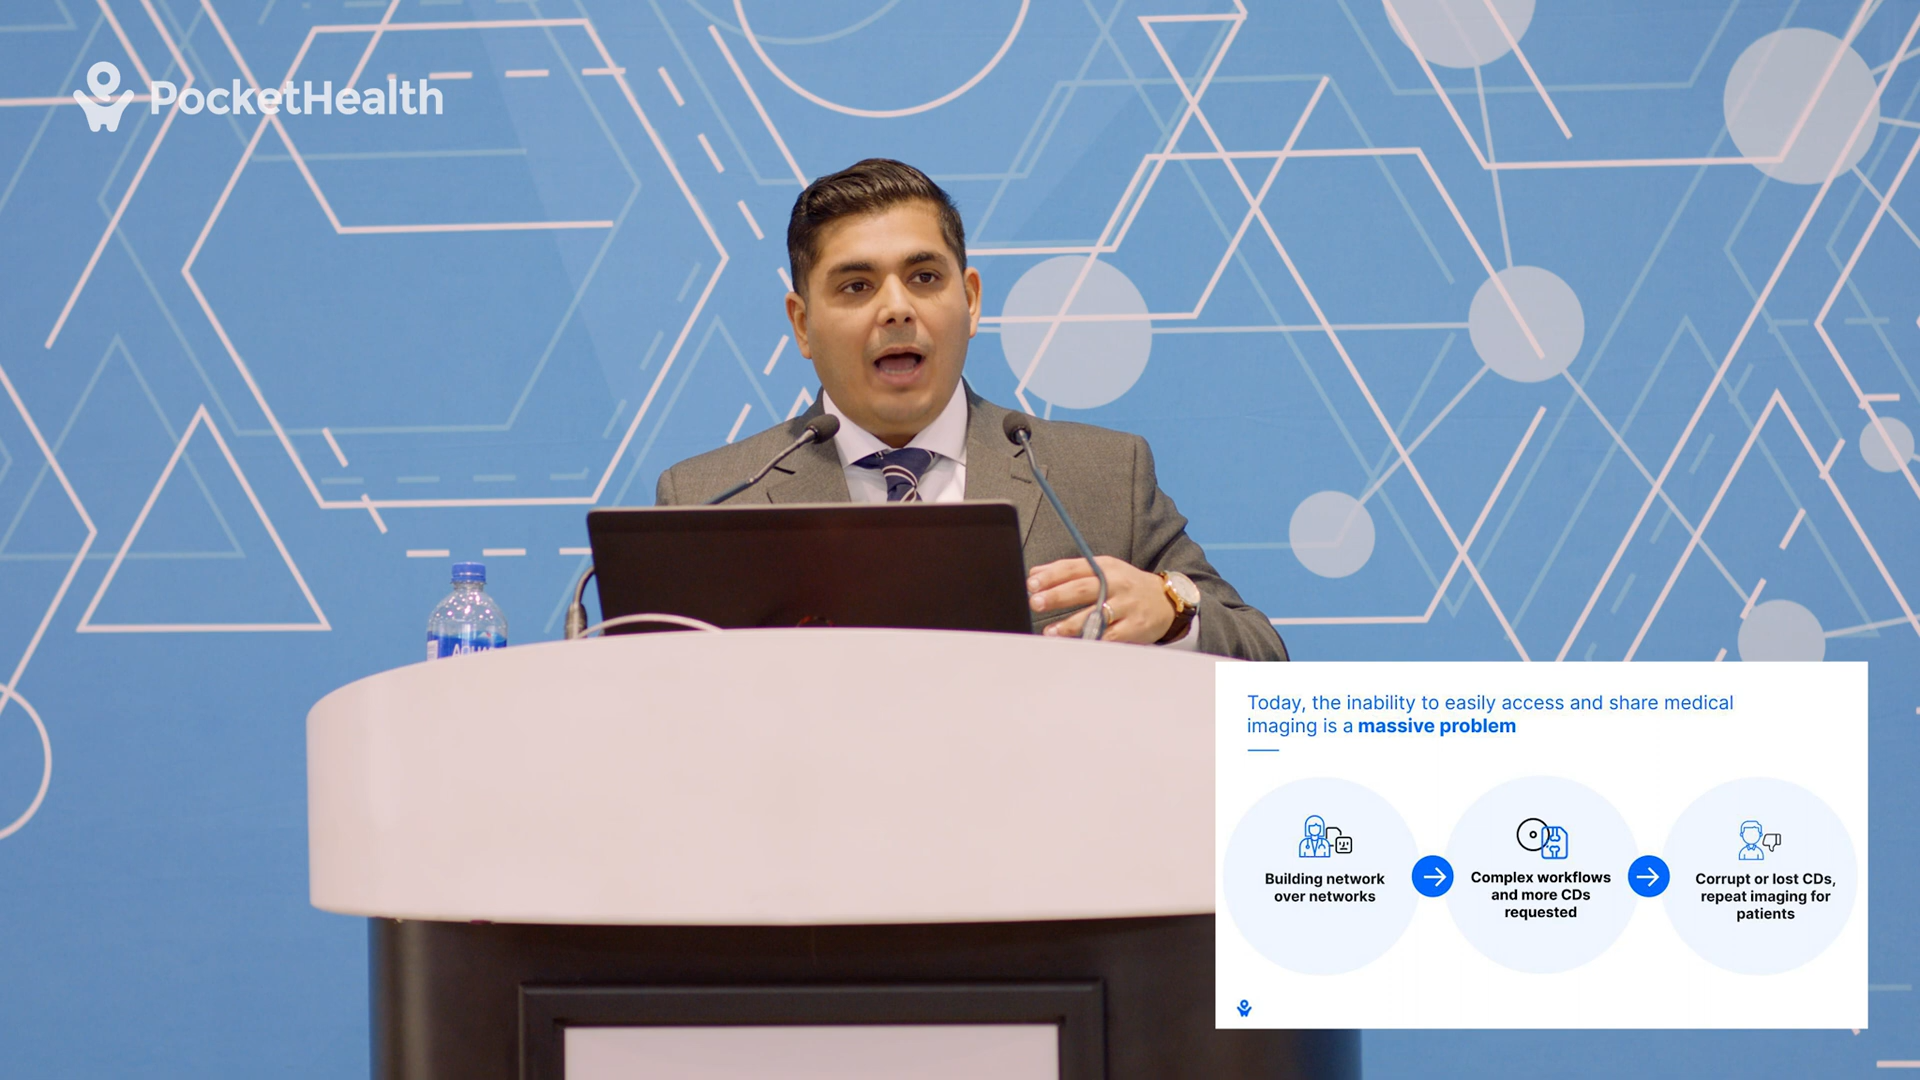 PocketHealth
Today, the inability to easily access and share medical
imaging is a massive problem
Building network
over networks
Complex workflows
and more CDs
requested
Corrupt or lost CDs,
repeat imaging for
patients